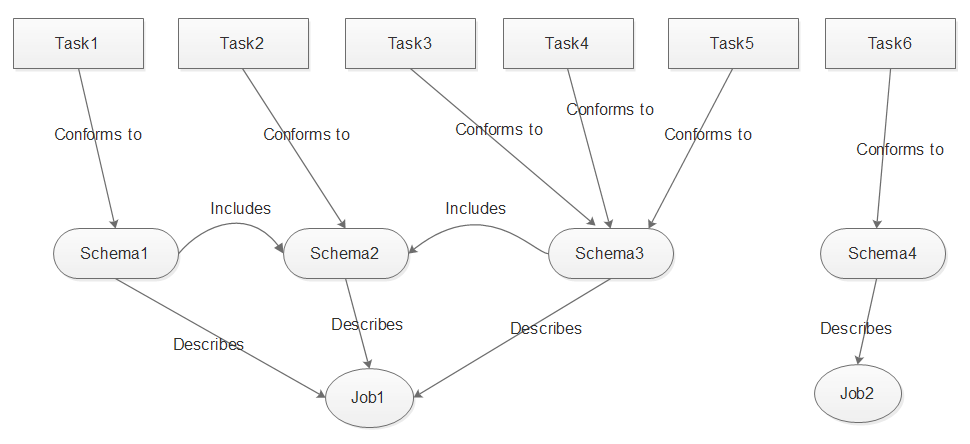 Task1
Task2
Task3
Task4
Task5
Task6
Conforms to
Conforms to
Conforms to
Conforms to
Conforms to
Conforms to
Includes
Includes
Schema1
Schema2
Schema3
Schema4
Describes
Describes
Describes
Describes
Job1
Job2